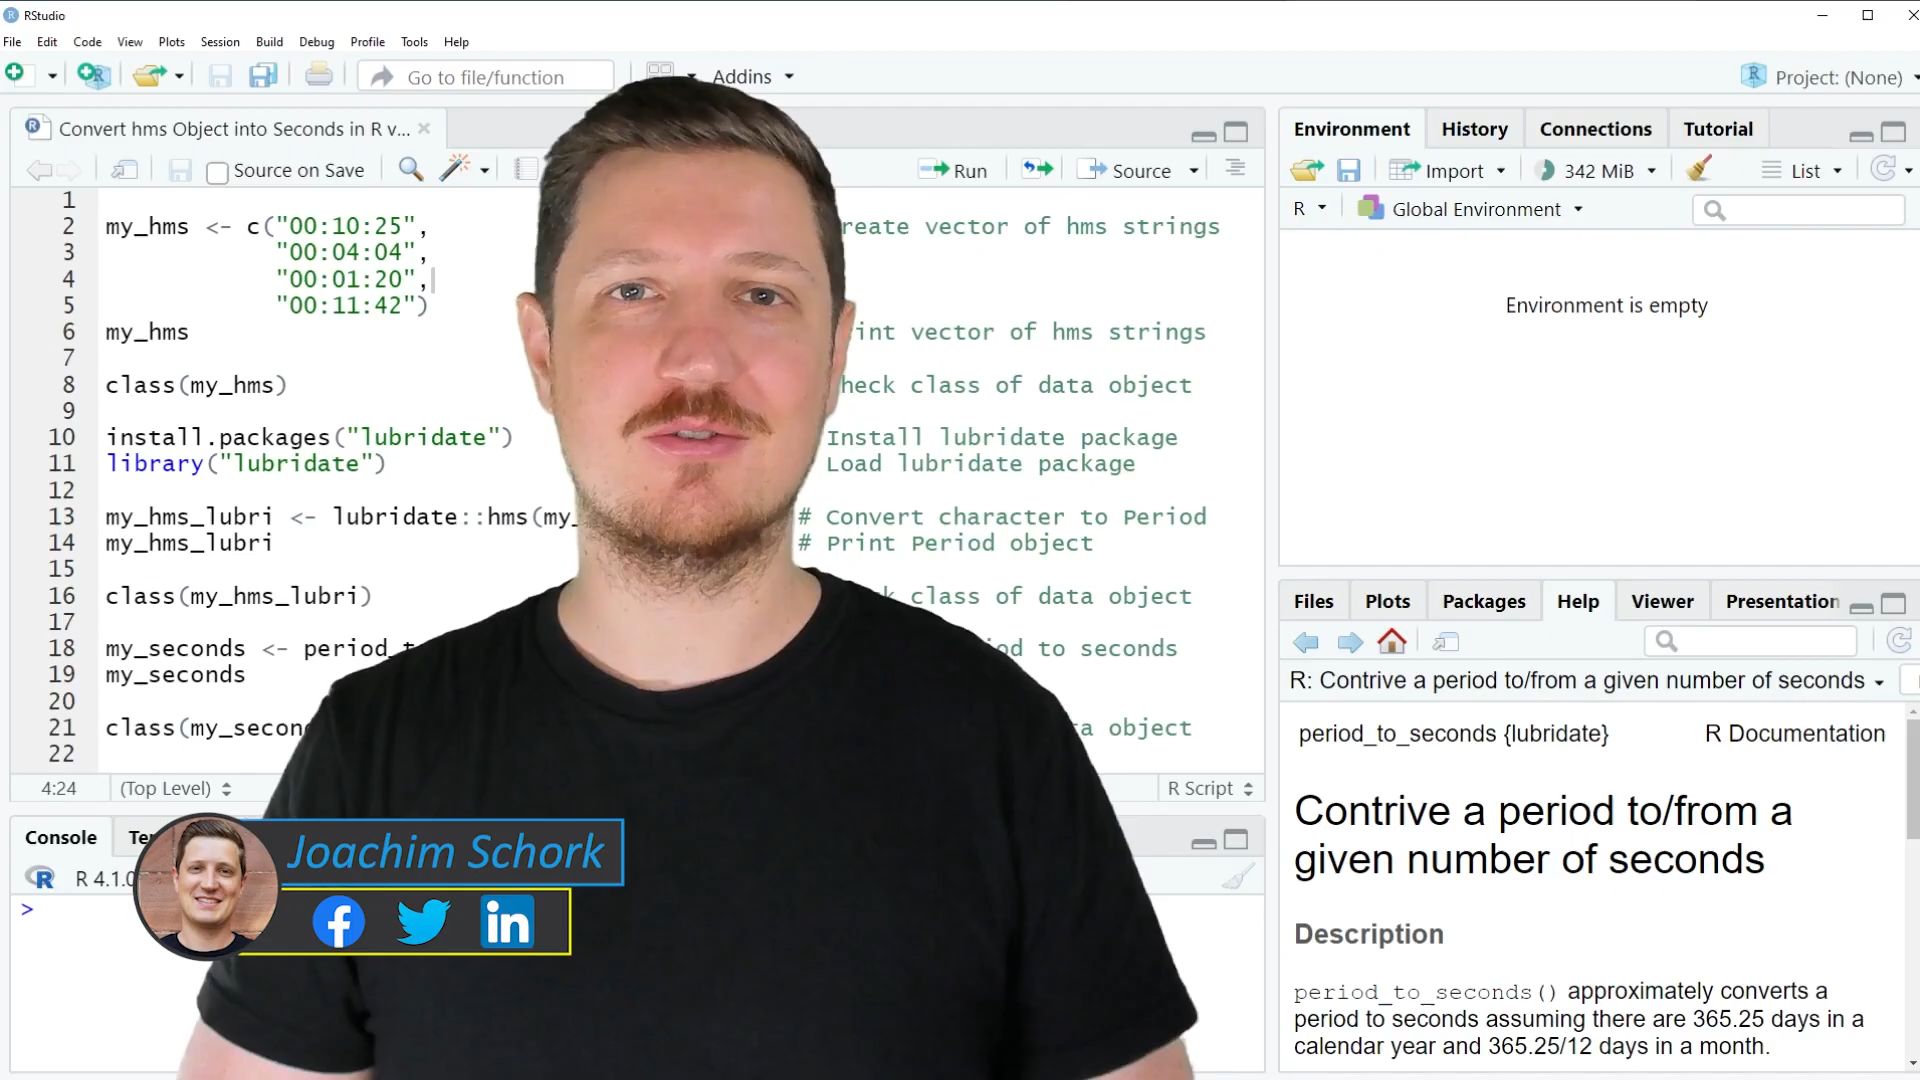 RStudio
File Edit Code View Plots Session Build Debug Profile Tools Help
Go to file/function Addins Project: (None)
Convert hms Object into Seconds in R v...
Source on Save Run Source
1
2 my_hms <- c("00:10:25", reate vector of hms strings
3 "00:04:04",
4 "00:01:20",
5 "00:11:42")
6 my_hms int vector of hms strings
7
8 class(my_hms) heck class of data object
9
10 install.packages("lubridate") Install lubridate package
11 library("lubridate") Load lubridate package
12
13 my_hms_lubri <- lubridate::hms(my_ # Convert character to Period
14 my_hms_lubri # Print Period object
15
16 class(my_hms_lubri) class of data object
17
18 my_seconds <- period_t od to seconds
19 my_seconds
20
21 class(my_secon a object
22
4:24 (Top Level) R Script
Console Te
R 4.1.0
>
Joachim Schork
in
Environment History Connections Tutorial
Import 342 MiB List
R Global Environment
Environment is empty
Files Plots Packages Help Viewer Presentation
R: Contrive a period to/from a given number of seconds
period_to_seconds {lubridate} R Documentation
Contrive a period to/from a
given number of seconds
Description
period_to_seconds() approximately converts a
period to seconds assuming there are 365.25 days in a
calendar year and 365.25/12 days in a month.